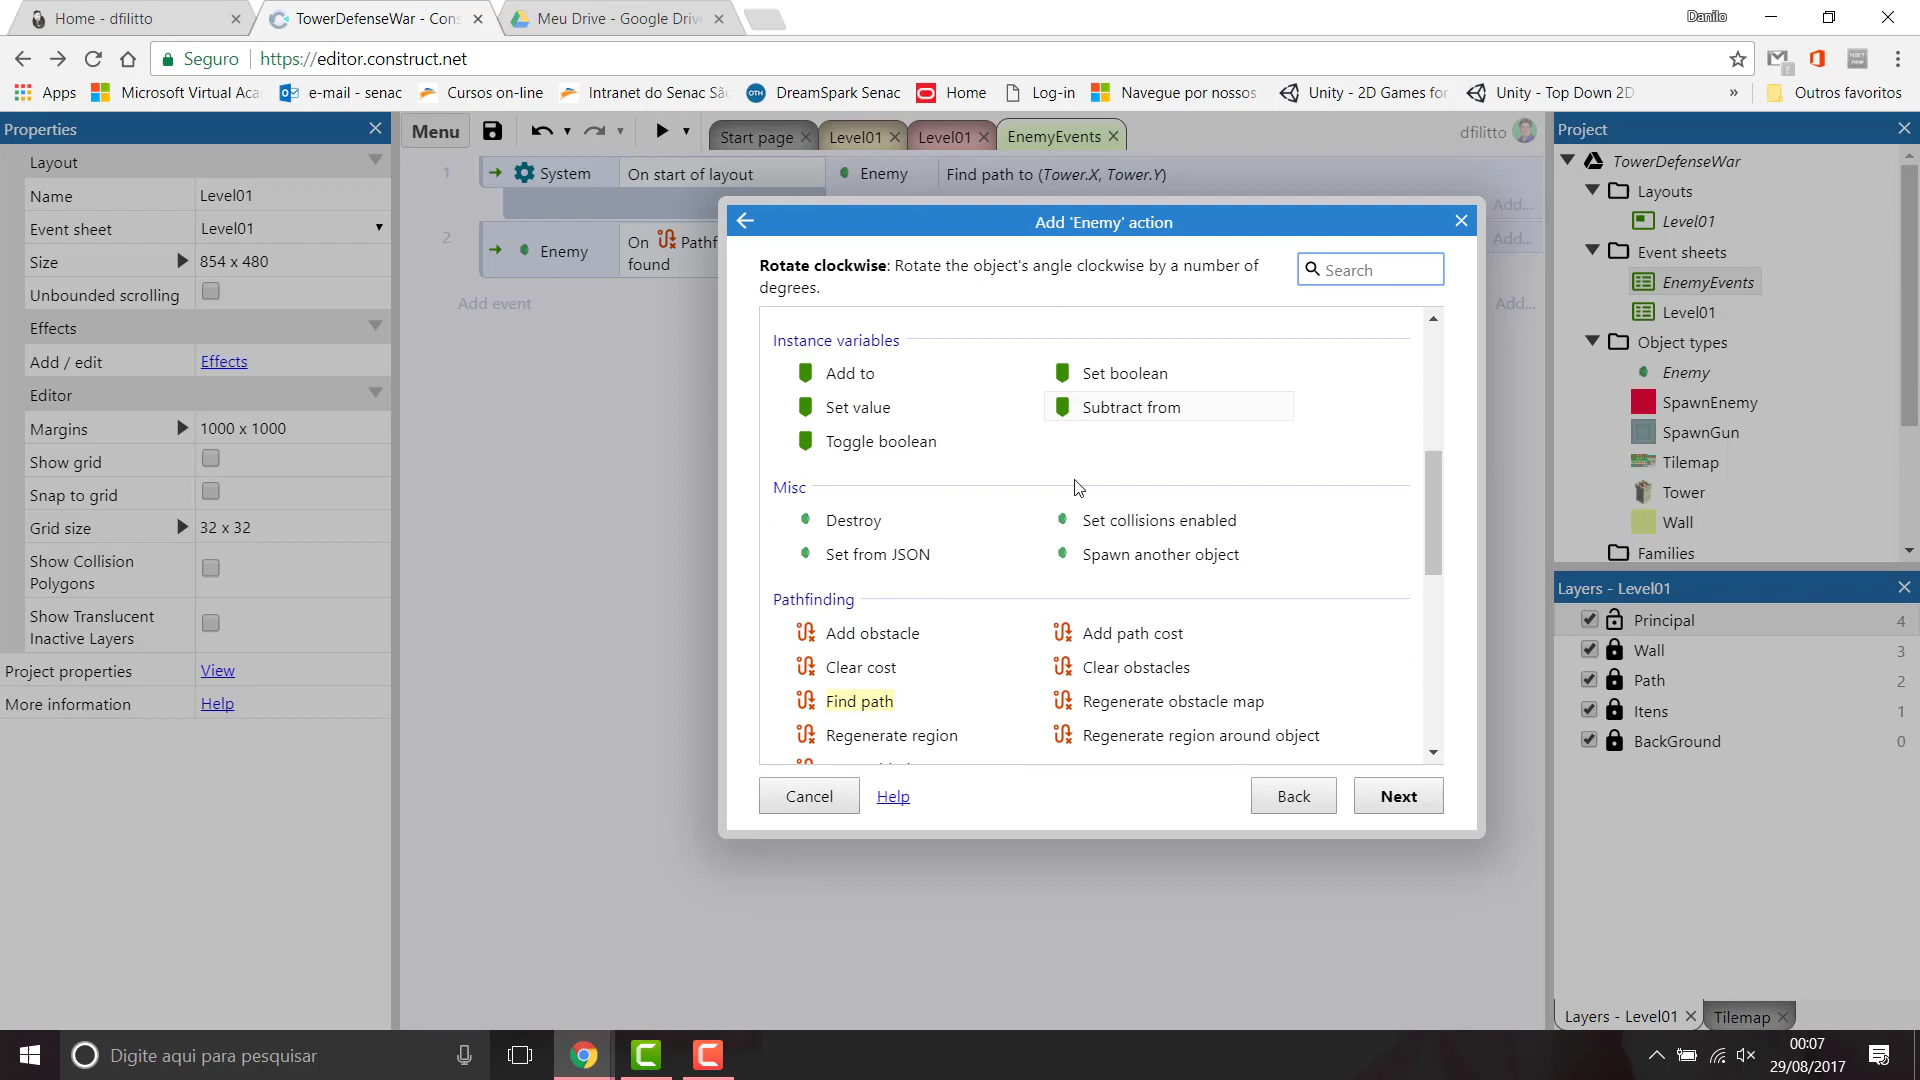 Home - dfilitto
TowerDefenseWar - Cons
Meu Drive - Google Driv
Danilo
Seguro
https://editor.construct.net
Apps
Microsoft Virtual Aca
e-mail - senac
Cursos on-line
Intranet do Senac Sã
DreamSpark Senac
Home
Log-in
Navegue por nossos
Unity - 2D Games for
Unity - Top Down 2D
»
Outros favoritos
Properties
Layout
Name
Level01
Event sheet
Level01
Size
854 x 480
Unbounded scrolling
Effects
Add / edit
Effects
Editor
Margins
1000 x 1000
Show grid
Snap to grid
Grid size
32 x 32
Show Collision
Polygons
Show Translucent
Inactive Layers
Project properties
View
More information
Help
Menu
Start page
Level01
Level01
EnemyEvents
dfilitto
1
System
On start of layout
Enemy
Find path to (Tower.X, Tower.Y)
Add...
2
Enemy
On Pathf
found
Add...
Add event
Add...
Add 'Enemy' action
Rotate clockwise: Rotate the object's angle clockwise by a number of
degrees.
Search
Instance variables
Add to
Set boolean
Set value
Subtract from
Toggle boolean
Misc
Destroy
Set collisions enabled
Set from JSON
Spawn another object
Pathfinding
Add obstacle
Add path cost
Clear cost
Clear obstacles
Find path
Regenerate obstacle map
Regenerate region
Regenerate region around object
Cancel
Help
Back
Next
Project
TowerDefenseWar
Layouts
Level01
Event sheets
EnemyEvents
Level01
Object types
Enemy
SpawnEnemy
SpawnGun
Tilemap
Tower
Wall
Families
Layers - Level01
Principal
4
Wall
3
Path
2
Itens
1
BackGround
0
Layers - Level01
Tilemap
Digite aqui para pesquisar
00:07
29/08/2017